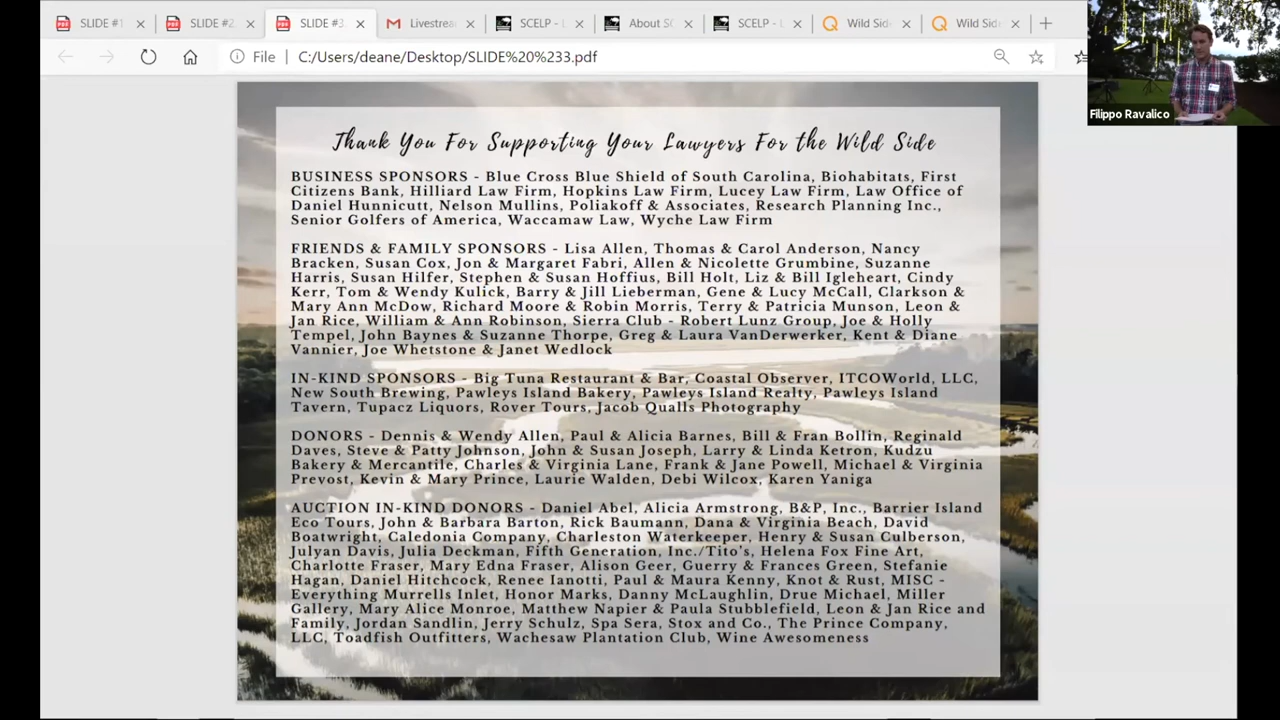 SLIDE #1
SLIDE #2
SLIDE #3
Livestrea
SCELP - L
About SC
SCELP - L
Wild Side
Wild Side
File
C:/Users/deane/Desktop/SLIDE%20%233.pdf
Filippo Ravalico
Thank You For Supporting Your Lawyers For the Wild Side
BUSINESS SPONSORS - Blue Cross Blue Shield of South Carolina, Biohabitats, First
Citizens Bank, Hilliard Law Firm, Hopkins Law Firm, Lucey Law Firm, Law Office of
Daniel Hunnicutt, Nelson Mullins, Poliakoff & Associates, Research Planning Inc.,
Senior Golfers of America, Waccamaw Law, Wyche Law Firm
FRIENDS & FAMILY SPONSORS - Lisa Allen, Thomas & Carol Anderson, Nancy
Bracken, Susan Cox, Jon & Margaret Fabri, Allen & Nicolette Grumbine, Suzanne
Harris, Susan Hilfer, Stephen & Susan Hoffius, Bill Holt, Liz & Bill Igleheart, Cindy
Kerr, Tom & Wendy Kulick, Barry & Jill Lieberman, Gene & Lucy McCall, Clarkson &
Mary Ann McDow, Richard Moore & Robin Morris, Terry & Patricia Munson, Leon &
Jan Rice, William & Ann Robinson, Sierra Club - Robert Lunz Group, Joe & Holly
Tempel, John Baynes & Suzanne Thorpe, Greg & Laura VanDerwerker, Kent & Diane
Vannier, Joe Whetstone & Janet Wedlock
IN-KIND SPONSORS - Big Tuna Restaurant & Bar, Coastal Observer, ITCOWorld, LLC,
New South Brewing, Pawleys Island Bakery, Pawleys Island Realty, Pawleys Island
Tavern, Tupacz Liquors, Rover Tours, Jacob Qualls Photography
DONORS - Dennis & Wendy Allen, Paul & Alicia Barnes, Bill & Fran Bollin, Reginald
Daves, Steve & Patty Johnson, John & Susan Joseph, Larry & Linda Ketron, Kudzu
Bakery & Mercantile, Charles & Virginia Lane, Frank & Jane Powell, Michael & Virginia
Prevost, Kevin & Mary Prince, Laurie Walden, Debi Wilcox, Karen Yaniga
AUCTION IN-KIND DONORS - Daniel Abel, Alicia Armstrong, B&P, Inc., Barrier Island
Eco Tours, John & Barbara Barton, Rick Baumann, Dana & Virginia Beach, David
Boatwright, Caledonia Company, Charleston Waterkeeper, Henry & Susan Culberson,
Julyan Davis, Julia Deckman, Fifth Generation, Inc./Tito's, Helena Fox Fine Art,
Charlotte Fraser, Mary Edna Fraser, Alison Geer, Guerry & Frances Green, Stefanie
Hagan, Daniel Hitchcock, Renee Ianotti, Paul & Maura Kenny, Knot & Rust, MISC -
Everything Murrells Inlet, Honor Marks, Danny McLaughlin, Drue Michael, Miller
Gallery, Mary Alice Monroe, Matthew Napier & Paula Stubblefield, Leon & Jan Rice and
Family, Jordan Sandlin, Jerry Schulz, Spa Sera, Stox and Co., The Prince Company,
LLC, Toadfish Outfitters, Wachesaw Plantation Club, Wine Awesomeness